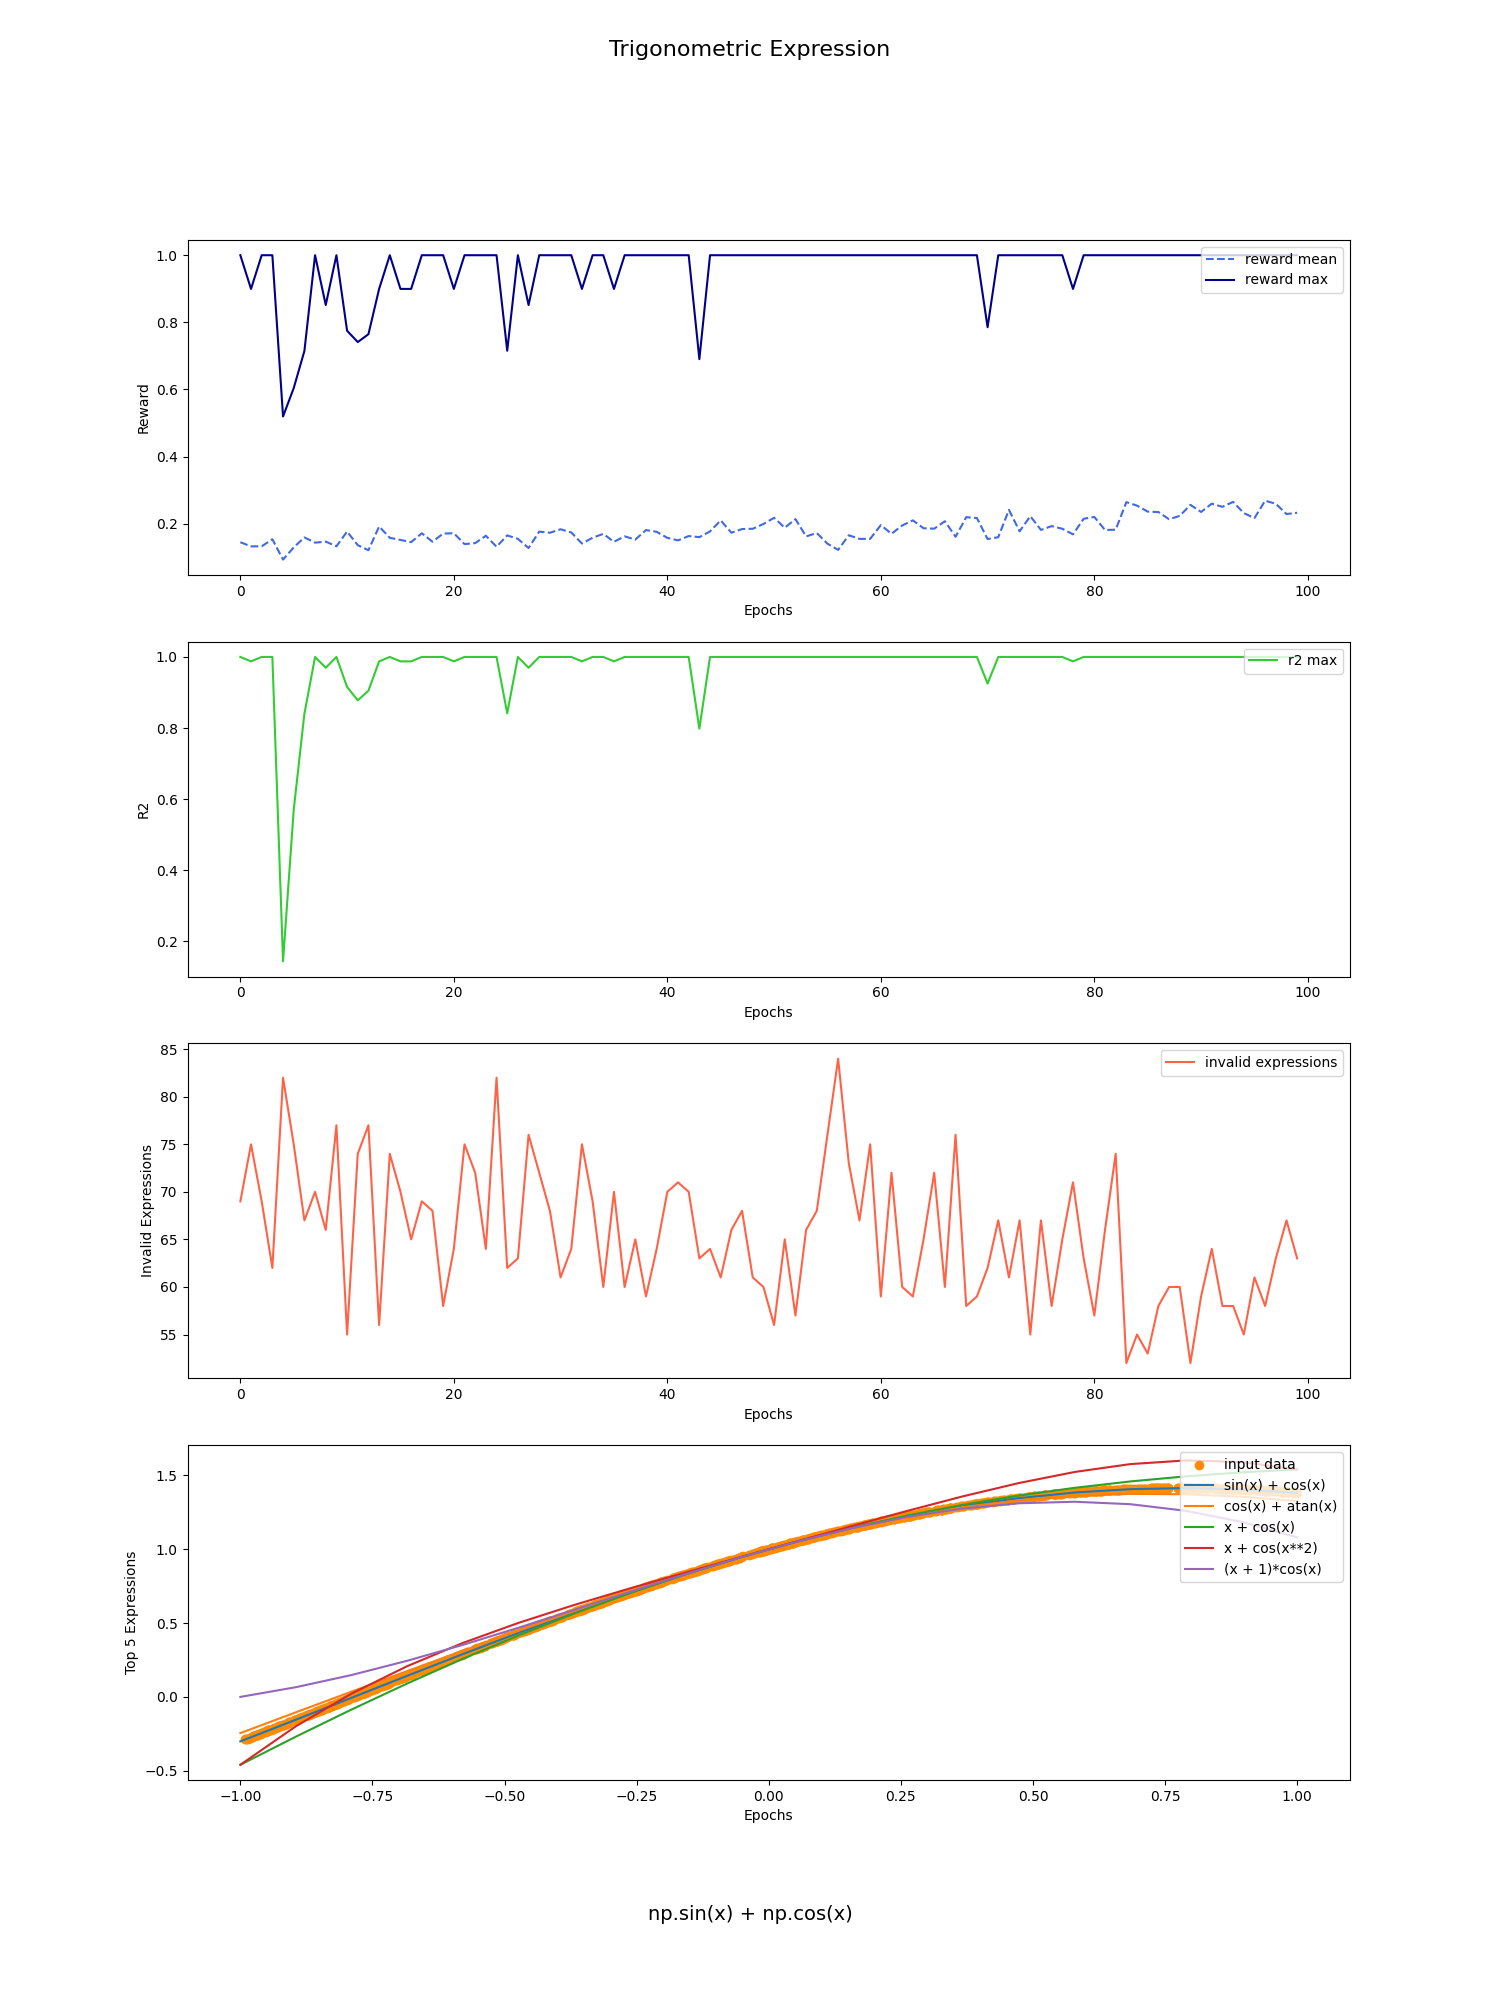 Trigonometric Expression
1.0
0.8
0.6
0.4
0.2
Reward
reward mean
reward max
0 20 40 60 80 100
Epochs
1.0
0.8
0.6
0.4
0.2
R2
r2 max
0 20 40 60 80 100
Epochs
85
80
75
70
65
60
55
Invalid Expressions
invalid expressions
0 20 40 60 80 100
Epochs
1.5
1.0
0.5
0.0
−0.5
Top 5 Expressions
input data
sin(x) + cos(x)
cos(x) + atan(x)
x + cos(x)
x + cos(x**2)
(x + 1)*cos(x)
−1.00 −0.75 −0.50 −0.25 0.00 0.25 0.50 0.75 1.00
Epochs
np.sin(x) + np.cos(x)